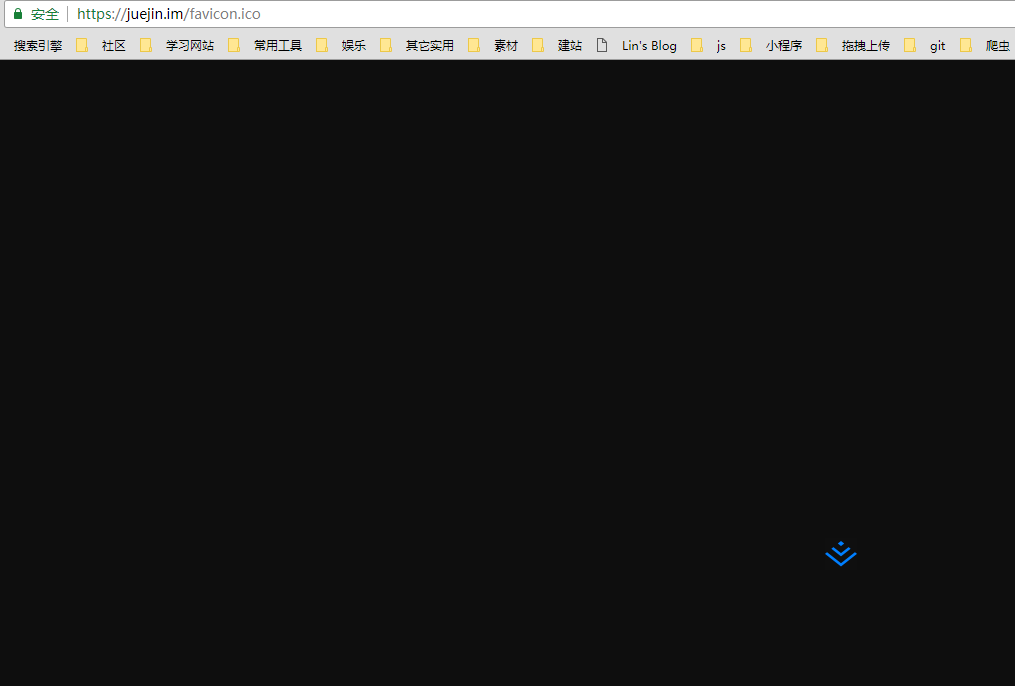 安全 https://juejin.im/favicon.ico
搜索引擎 社区 学习网站 常用工具 娱乐 其它实用 素材 建站 Lin's Blog js 小程序 拖拽上传 git 爬虫